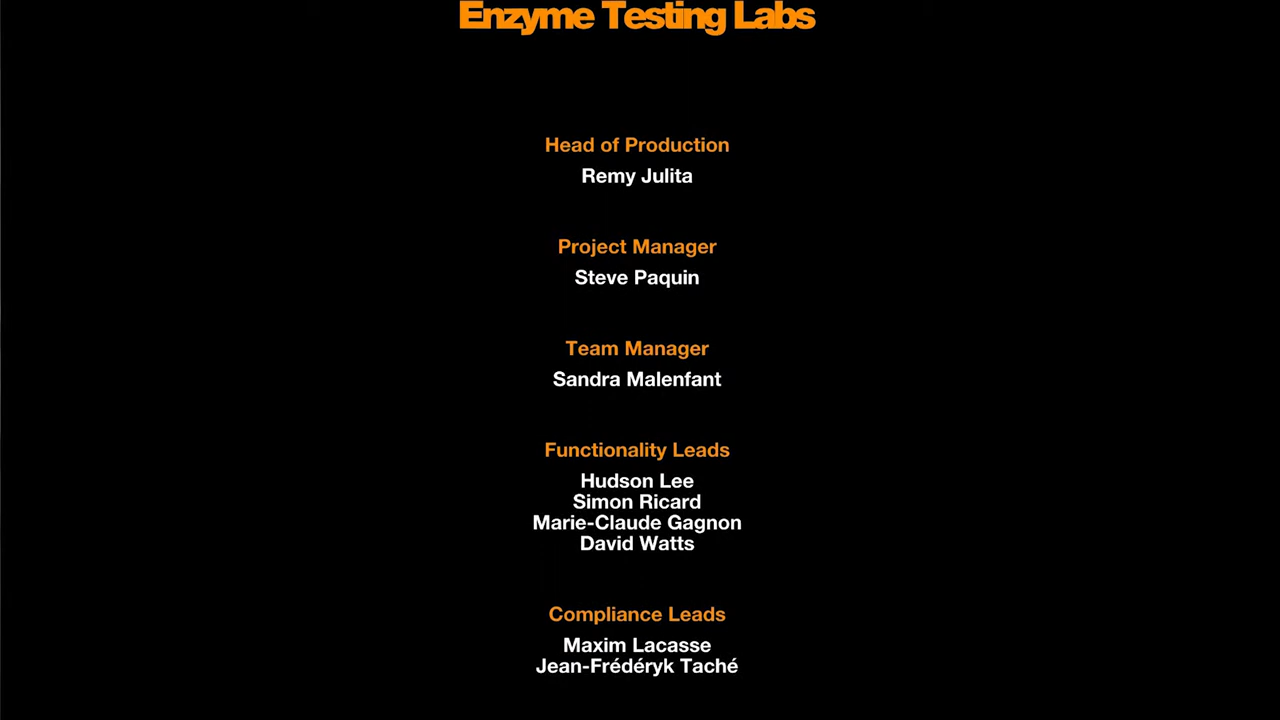 Enzyme Testing Labs
Head of Production
Remy Julita
Project Manager
Steve Paquin
Team Manager
Sandra Malenfant
Functionality Leads
Hudson Lee
Simon Ricard
Marie-Claude Gagnon
David Watts
Compliance Leads
Maxim Lacasse
Jean-Frédéryk Taché